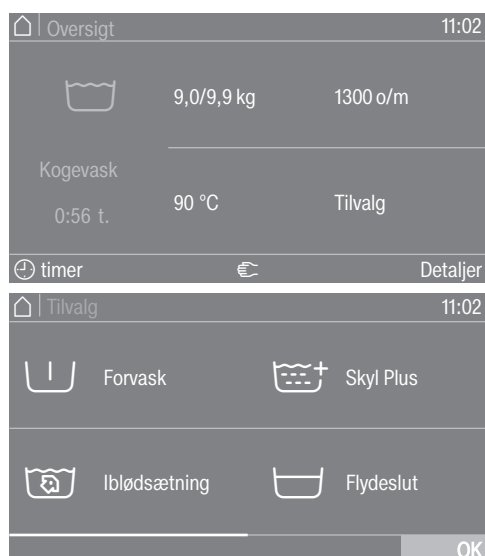 Oversigt 11:02
9,0/9,9 kg 1300 o/m
Kogevask
90 °C Tilvalg
0:56 t.
timer Detaljer
Tilvalg 11:02
Forvask Skyl Plus
Iblødsætning Flydeslut
OK